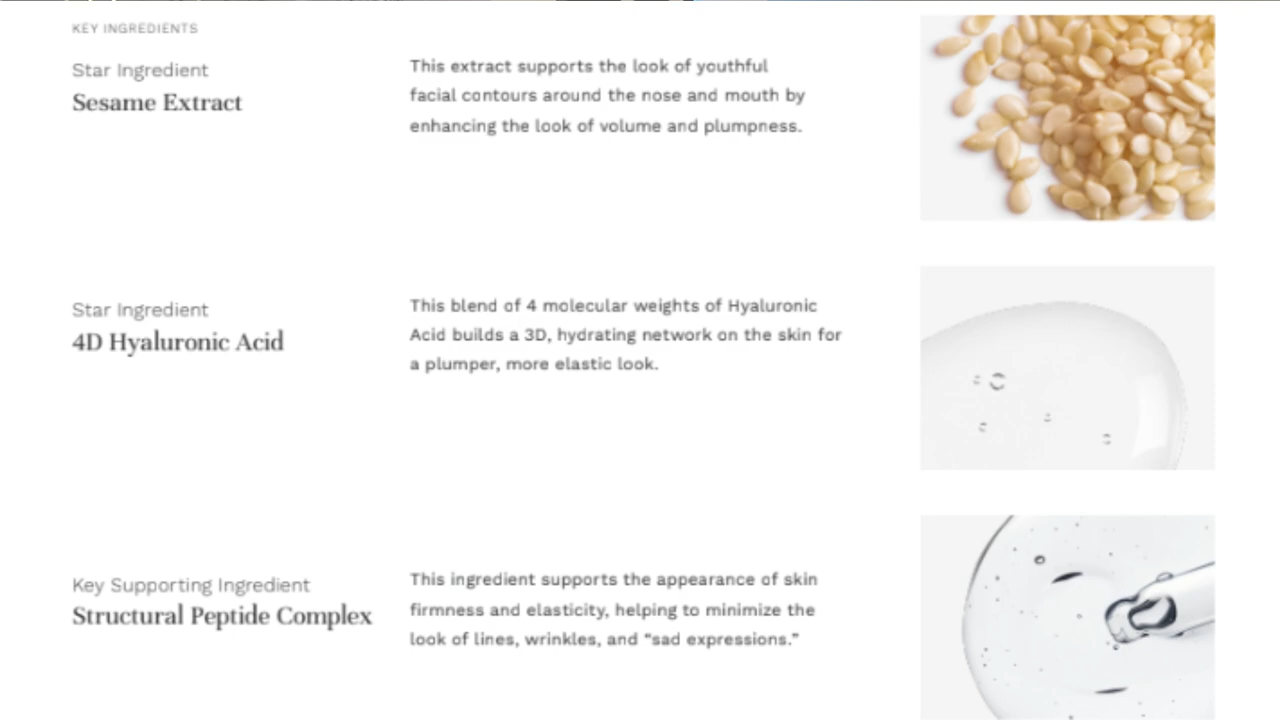 KEY INGREDIENTS
Star Ingredient
Sesame Extract
This extract supports the look of youthful
facial contours around the nose and mouth by
enhancing the look of volume and plumpness.
Star Ingredient
4D Hyaluronic Acid
This blend of 4 molecular weights of Hyaluronic
Acid builds a 3D, hydrating network on the skin for
a plumper, more elastic look.
Key Supporting Ingredient
Structural Peptide Complex
This ingredient supports the appearance of skin
firmness and elasticity, helping to minimize the
look of lines, wrinkles, and “sad expressions.”